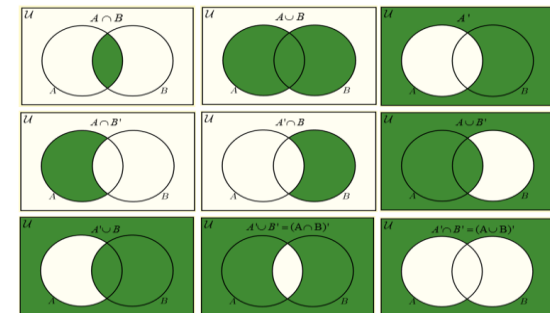 𝒰 A ∩ B
A B
𝒰 A ∪ B
A B
𝒰 A'
A B
𝒰 A ∩ B'
A B
𝒰 A' ∩ B
A B
𝒰 A ∪ B'
A B
𝒰 A' ∪ B
A B
𝒰 A' ∪ B' = (A ∩ B)'
A B
𝒰 A' ∩ B' = (A ∪ B)'
A B